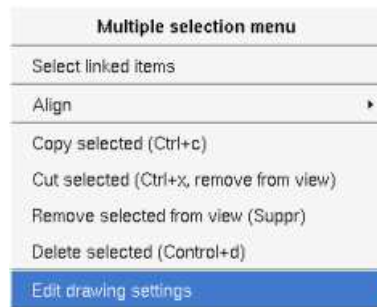 Multiple selection menu
Select linked items
Align
Copy selected (Ctrl+c)
Cut selected (Ctrl+x, remove from view)
Remove selected from view (Suppr)
Delete selected (Control+d)
Edit drawing settings